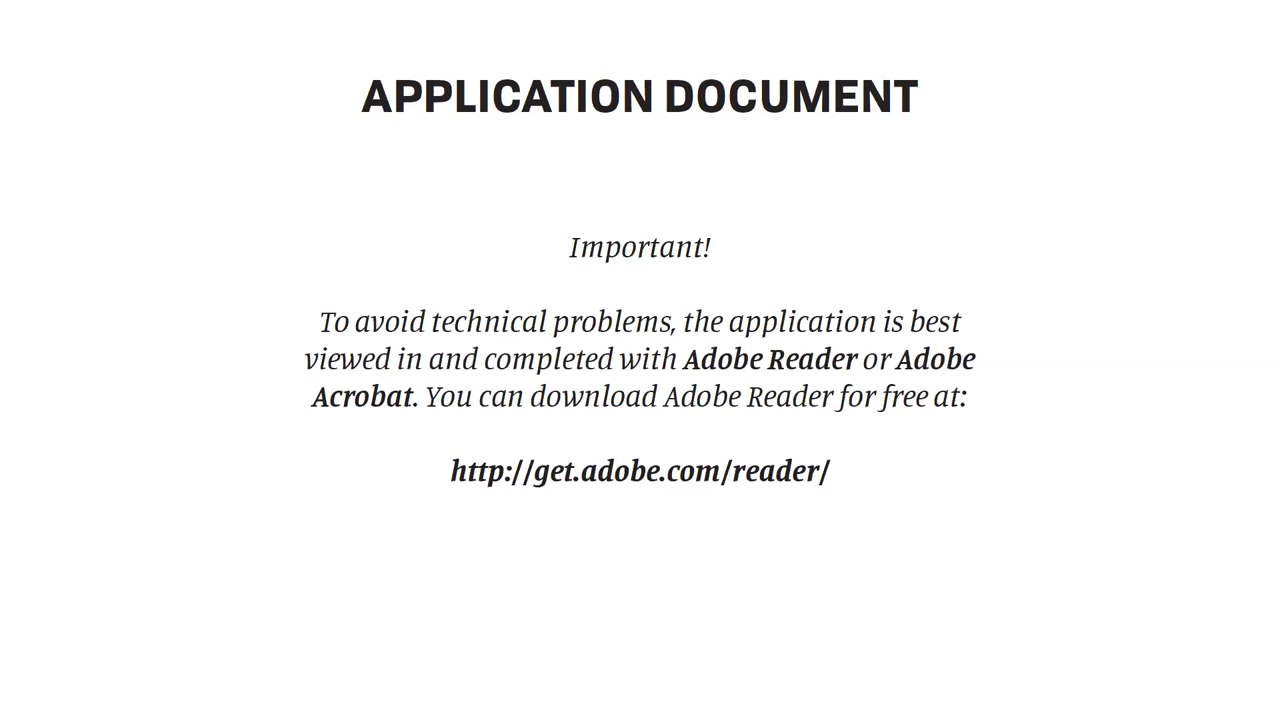 APPLICATION DOCUMENT
Important!
To avoid technical problems, the application is best
viewed in and completed with Adobe Reader or Adobe
Acrobat. You can download Adobe Reader for free at:
http://get.adobe.com/reader/